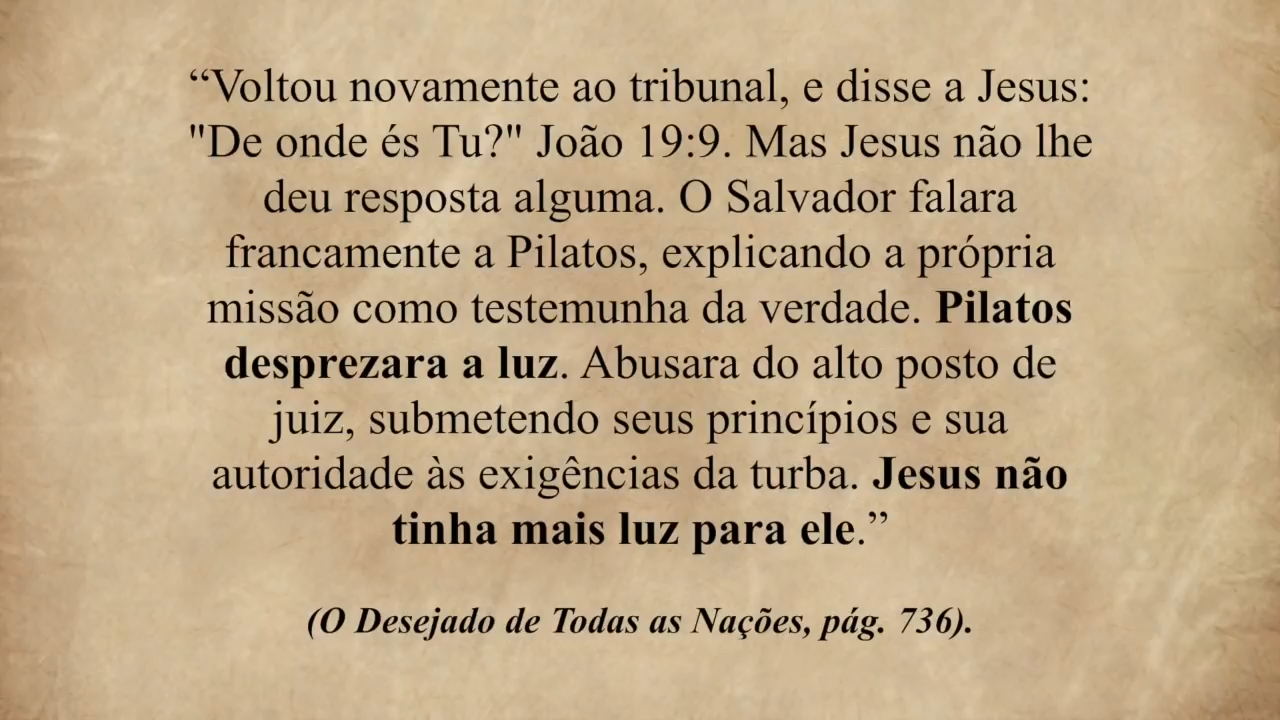 “Voltou novamente ao tribunal, e disse a Jesus:
"De onde és Tu?" João 19:9. Mas Jesus não lhe
deu resposta alguma. O Salvador falara
francamente a Pilatos, explicando a própria
missão como testemunha da verdade. Pilatos
desprezara a luz. Abusara do alto posto de
juiz, submetendo seus princípios e sua
autoridade às exigências da turba. Jesus não
tinha mais luz para ele.”
(O Desejado de Todas as Nações, pág. 736).